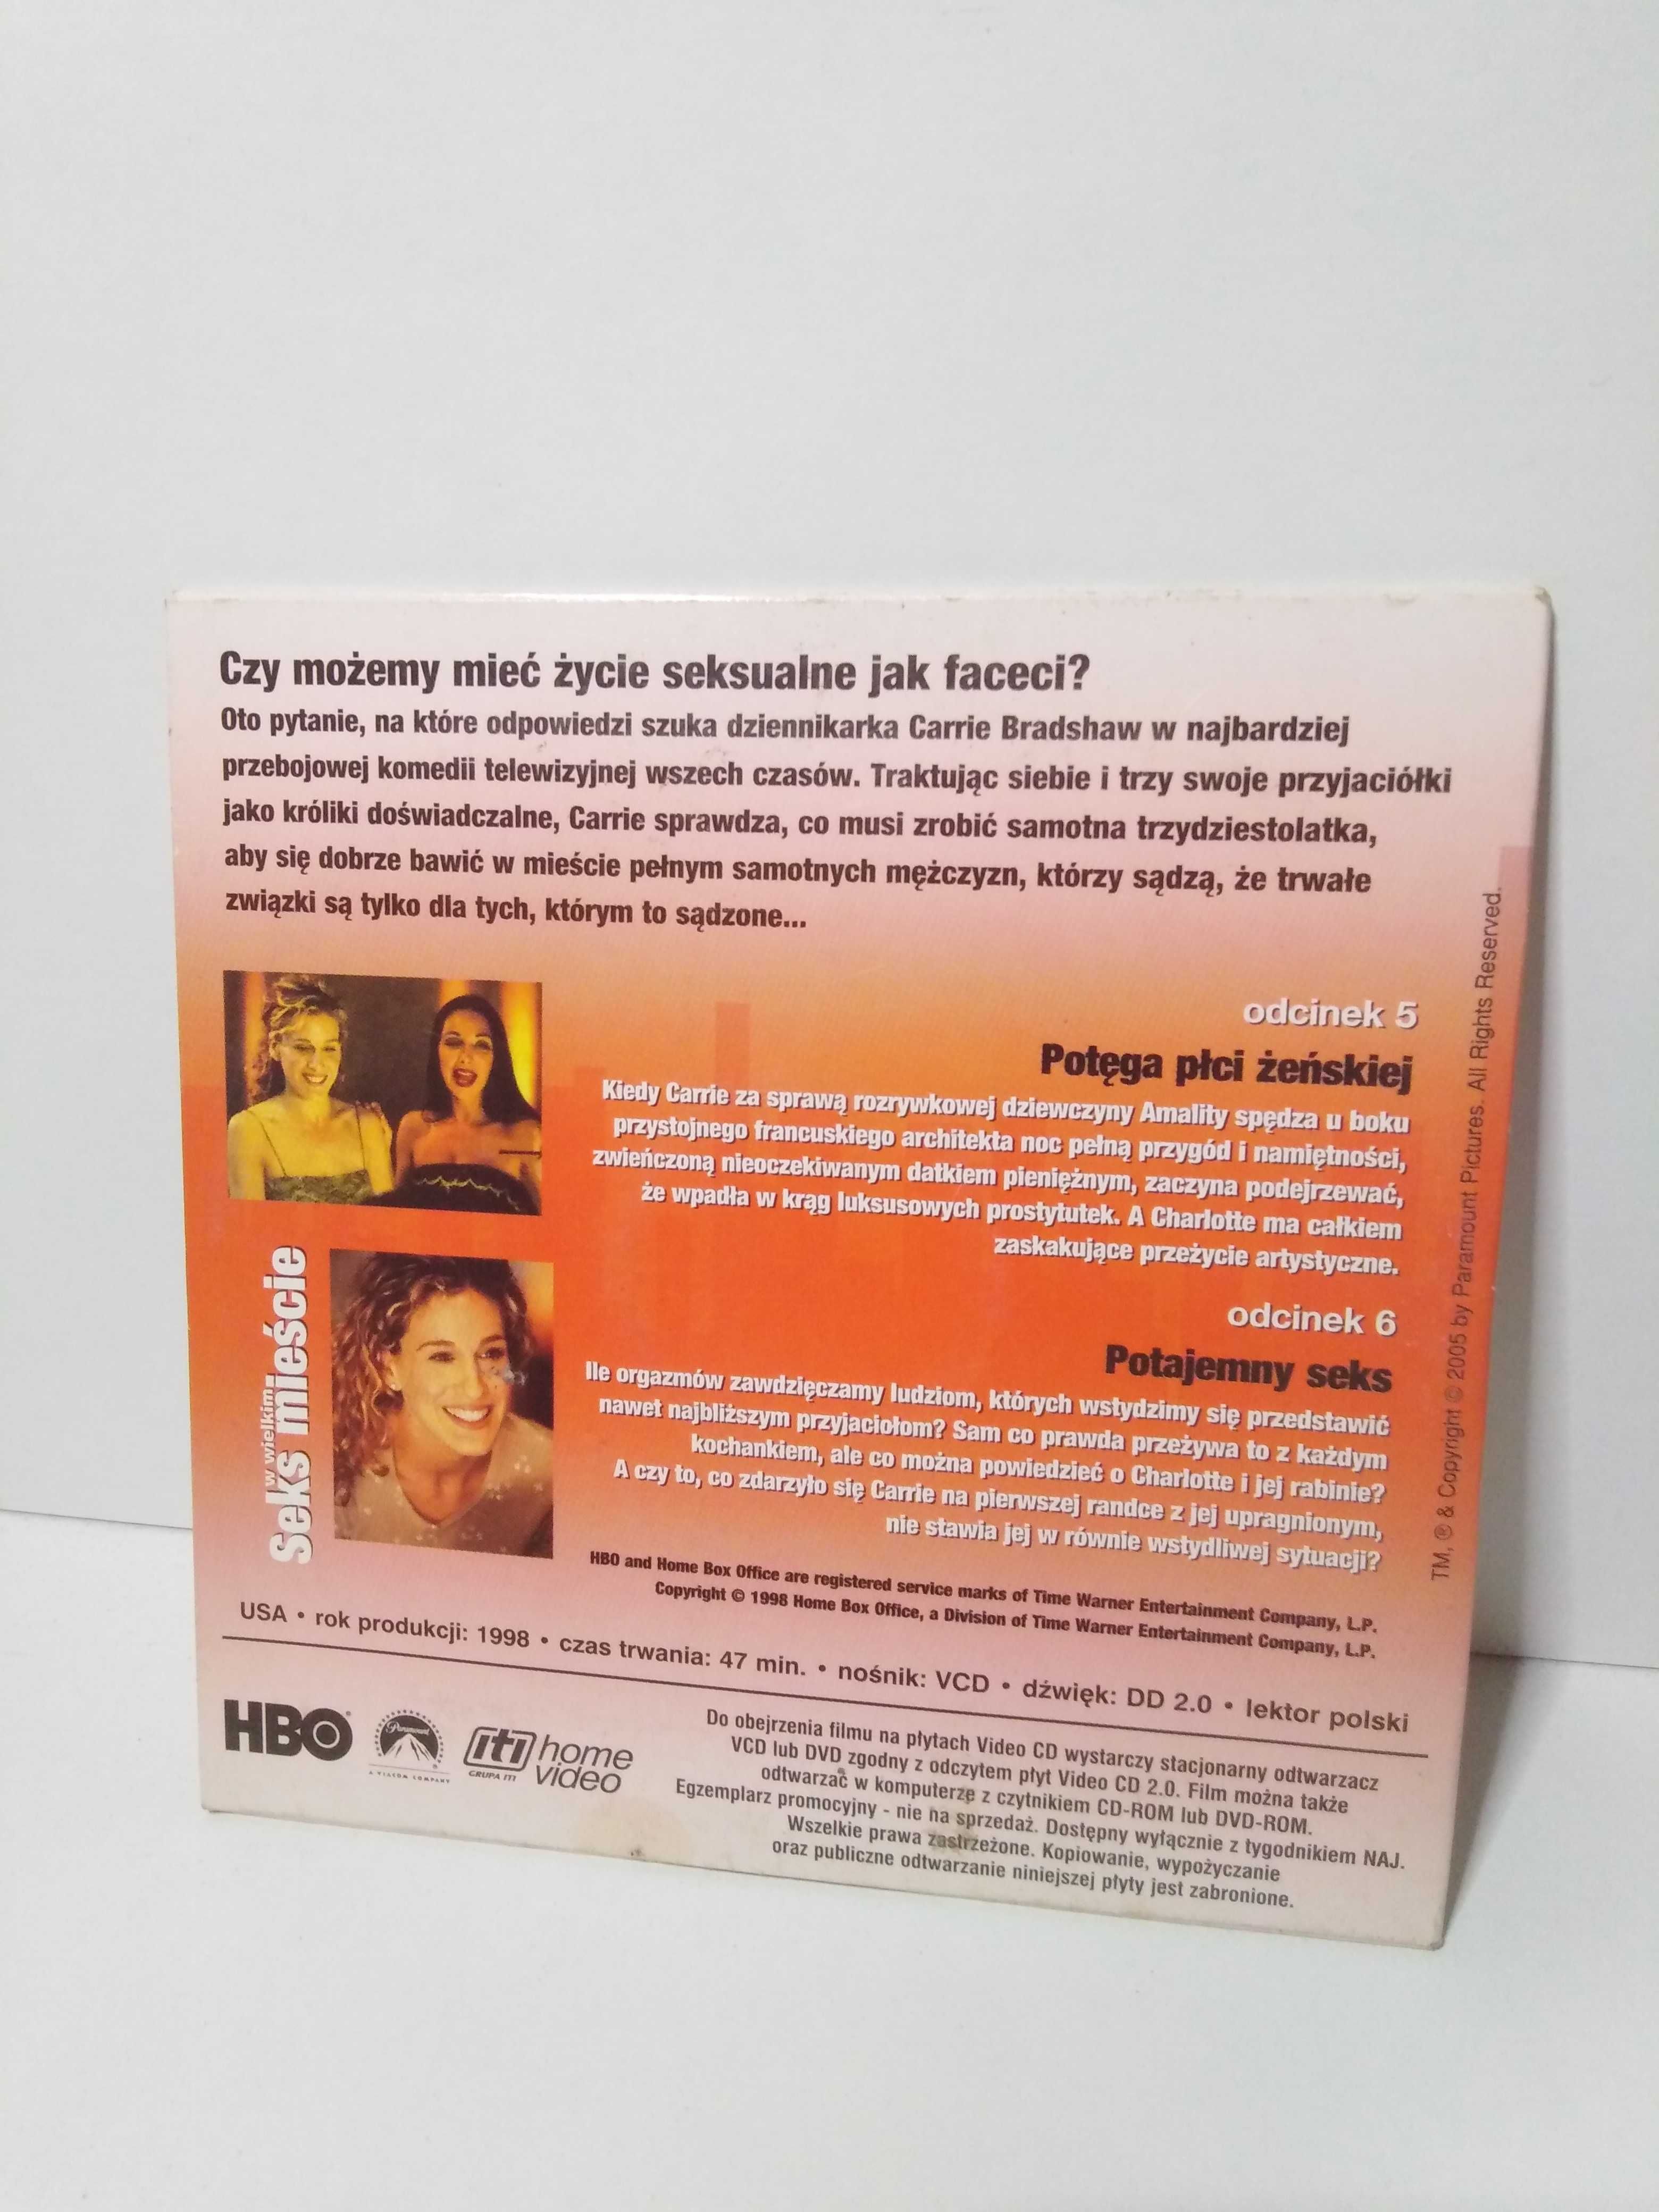 Czy możemy mieć życie seksualne jak faceci?
Oto pytanie, na które odpowiedzi szuka dziennikarka Carrie Bradshaw w najbardziej
przebojowej komedii telewizyjnej wszech czasów. Traktując siebie i trzy swoje przyjaciółki
jako króliki doświadczalne, Carrie sprawdza, co musi zrobić samotna trzydziestolatka,
aby się dobrze bawić w mieście pełnym samotnych mężczyzn, którzy sądzą, że trwałe
związki są tylko dla tych, którym to sądzone...
odcinek 5
Potęga płci żeńskiej
Kiedy Carrie za sprawą rozrywkowej dziewczyny Amality spędza u boku
przystojnego francuskiego architekta noc pełną przygód i namiętności,
zwieńczoną nieoczekiwanym datkiem pieniężnym, zaczyna podejrzewać,
że wpadła w krąg luksusowych prostytutek. A Charlotte ma całkiem
zaskakujące przeżycie artystyczne.
odcinek 6
Potajemny seks
Ile orgazmów zawdzięczamy ludziom, których wstydzimy się przedstawić
nawet najbliższym przyjaciołom? Sam co prawda przeżywa to z każdym
kochankiem, ale co można powiedzieć o Charlotte i jej rabinie?
A czy to, co zdarzyło się Carrie na pierwszej randce z jej upragnionym,
nie stawia jej w równie wstydliwej sytuacji?
HBO and Home Box Office are registered service marks of Time Warner Entertainment Company, L.P.
Copyright © 1998 Home Box Office, a Division of Time Warner Entertainment Company, L.P.
Seks w wielkim mieście
TM, ® & Copyright © 2005 by Paramount Pictures. All Rights Reserved.
USA • rok produkcji: 1998 • czas trwania: 47 min. • nośnik: VCD • dźwięk: DD 2.0 • lektor polski
HBO
Paramount
A VIACOM COMPANY
iti home
GRUPA ITI video
Do obejrzenia filmu na płytach Video CD wystarczy stacjonarny odtwarzacz
VCD lub DVD zgodny z odczytem płyt Video CD 2.0. Film można także
odtwarzać w komputerze z czytnikiem CD-ROM lub DVD-ROM.
Egzemplarz promocyjny - nie na sprzedaż. Dostępny wyłącznie z tygodnikiem NAJ.
Wszelkie prawa zastrzeżone. Kopiowanie, wypożyczanie
oraz publiczne odtwarzanie niniejszej płyty jest zabronione.